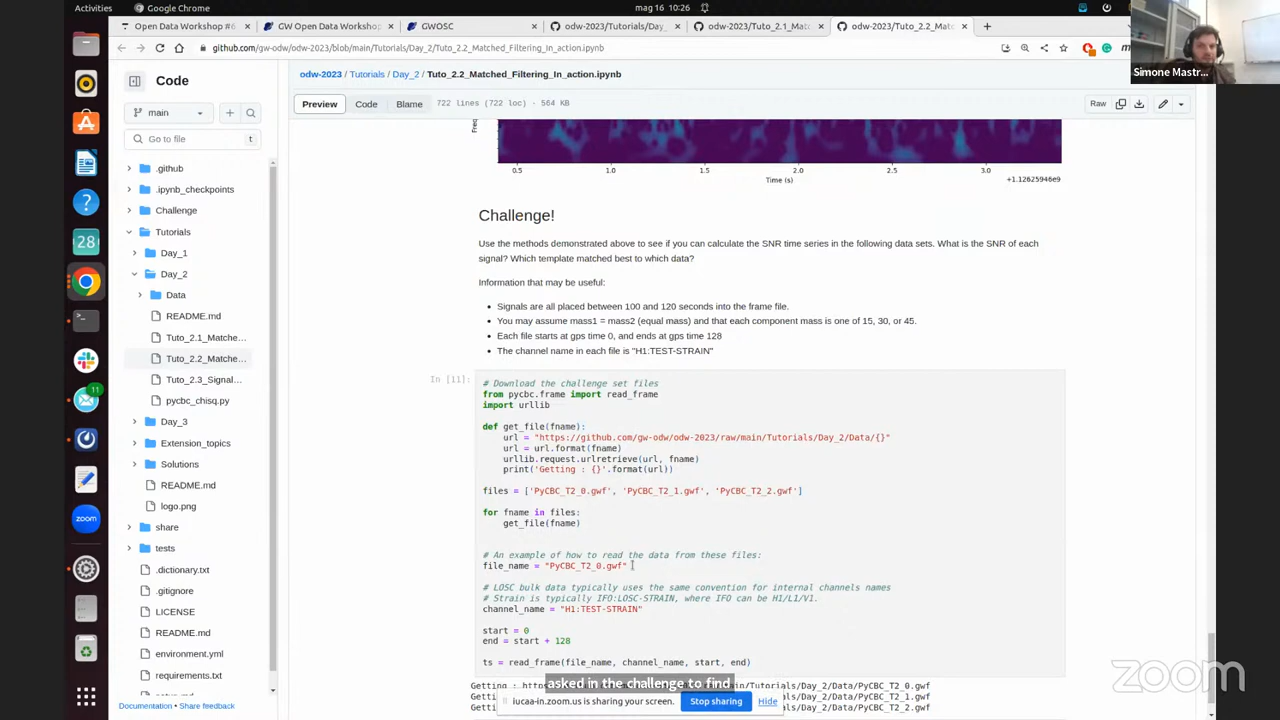 Activities
Google Chrome
mag 16 10:26
Open Data Workshop #6
GW Open Data Worksho
GWOSC
odw-2023/Tutorials/Day_
odw-2023/Tuto_2.1_Mat
odw-2023/Tuto_2.2_Mat
github.com/gw-odw/odw-2023/blob/main/Tutorials/Day_2/Tuto_2.2_Matched_Filtering_In_action.ipynb
Simone Mastr...
Code
main
Go to file
t
.github
.ipynb_checkpoints
Challenge
Tutorials
Day_1
Day_2
Data
README.md
Tuto_2.1_Matche...
Tuto_2.2_Matche...
Tuto_2.3_Signal...
pycbc_chisq.py
Day_3
Extension_topics
Solutions
README.md
logo.png
share
tests
.dictionary.txt
.gitignore
LICENSE
README.md
environment.yml
requirements.txt
Documentation • Share feedback
28
11
zoom
odw-2023 / Tutorials / Day_2 / Tuto_2.2_Matched_Filtering_In_action.ipynb
Preview Code Blame 722 lines (722 loc) · 564 KB
Raw
0.5 1.0 1.5 2.0 2.5 3.0
Time (s)
+1.12625946e9
Challenge!
Use the methods demonstrated above to see if you can calculate the SNR time series in the following data sets. What is the SNR of each
signal? Which template matched best to which data?
Information that may be useful:
• Signals are all placed between 100 and 120 seconds into the frame file.
• You may assume mass1 = mass2 (equal mass) and that each component mass is one of 15, 30, or 45.
• Each file starts at gps time 0, and ends at gps time 128
• The channel name in each file is "H1:TEST-STRAIN"
In [11]:
# Download the challenge set files
from pycbc.frame import read_frame
import urllib
def get_file(fname):
url = "https://github.com/gw-odw/odw-2023/raw/main/Tutorials/Day_2/Data/{}"
url = url.format(fname)
urllib.request.urlretrieve(url, fname)
print('Getting : {}'.format(url))
files = ['PyCBC_T2_0.gwf', 'PyCBC_T2_1.gwf', 'PyCBC_T2_2.gwf']
for fname in files:
get_file(fname)
# An example of how to read the data from these files:
file_name = "PyCBC_T2_0.gwf"
# LOSC bulk data typically uses the same convention for internal channels names
# Strain is typically IFO:LOSC-STRAIN, where IFO can be H1/L1/V1.
channel_name = "H1:TEST-STRAIN"
start = 0
end = start + 128
ts = read_frame(file_name, channel_name, start, end)
asked in the challenge to find
lucaa-in.zoom.us is sharing your screen.
Stop sharing
Hide
zoom